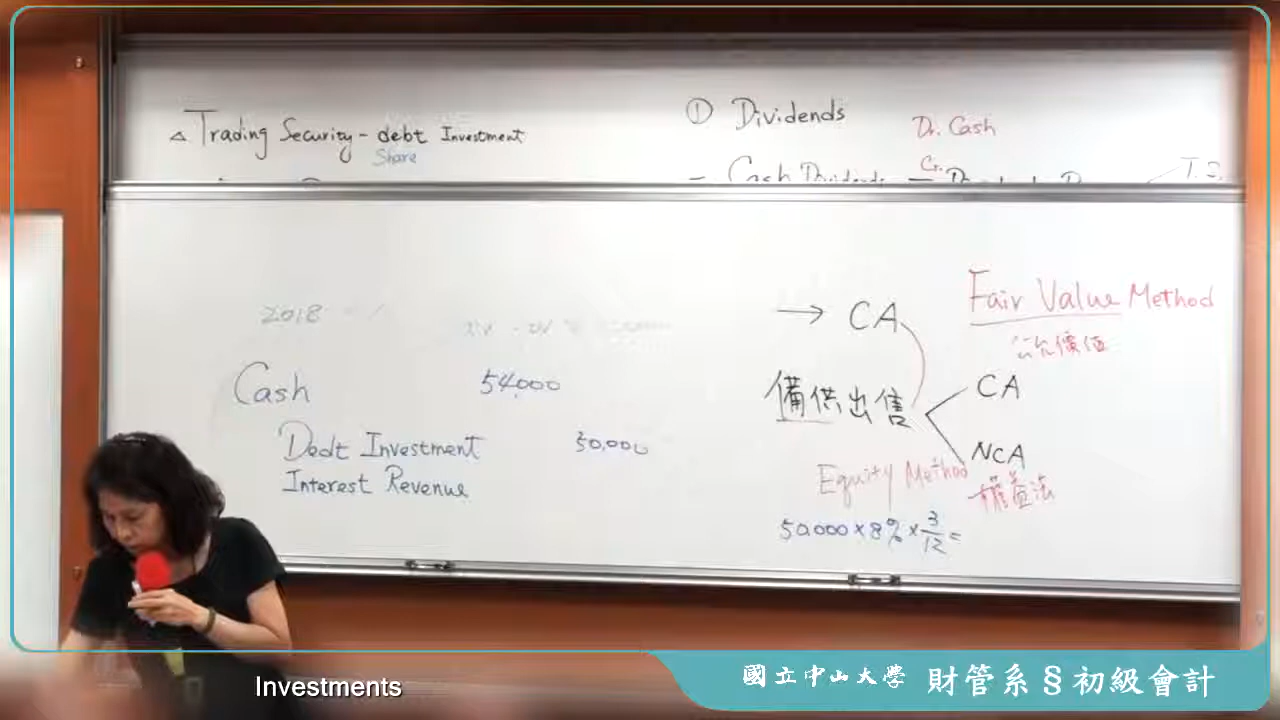 △ Trading Security - debt Investment
Share
① Dividends
Dr. Cash
- Cash Dividends
Cr.
T.S.
2018
Cash 54,000
Debt Investment 50,000
Interest Revenue
→ CA
Fair Value Method
公允價值
備供出售
CA
NCA
Equity Method
權益法
50,000 × 8% × 3/12 =
Investments
國立中山大學 財管系 § 初級會計